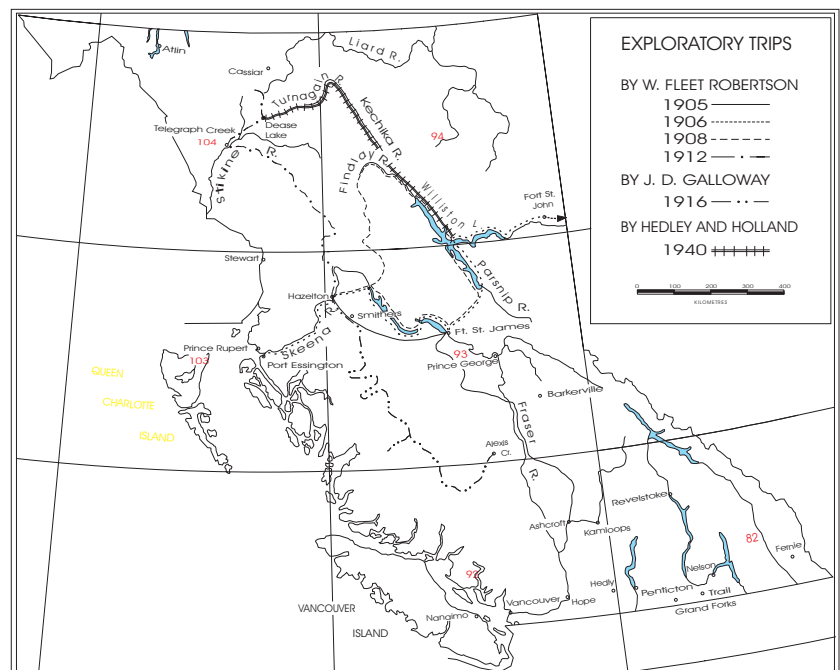 EXPLORATORY TRIPS
BY W. FLEET ROBERTSON
1905
1906
1908
1912
BY J. D. GALLOWAY
1916
BY HEDLEY AND HOLLAND
1940
0 100 200 300 400
KILOMETRES
Atlin
Cassiar
Liard R.
Turnagain R.
Dease
Lake
Kechika R.
94
Telegraph Creek
104
Stikine R.
Findlay R.
Williston L.
Fort St.
John
Stewart
Parsnip R.
Hazelton
Smithers
Ft. St. James
Skeena R.
Prince Rupert
103
Port Essington
93
Prince George
QUEEN
CHARLOTTE
ISLAND
Barkerville
Fraser R.
Alexis
Cr.
Revelstoke
Ashcroft
Kamloops
82
Fernie
92
Nelson
Hedly
Penticton
Trail
Grand Forks
VANCOUVER
ISLAND
Nanaimo
Vancouver
Hope